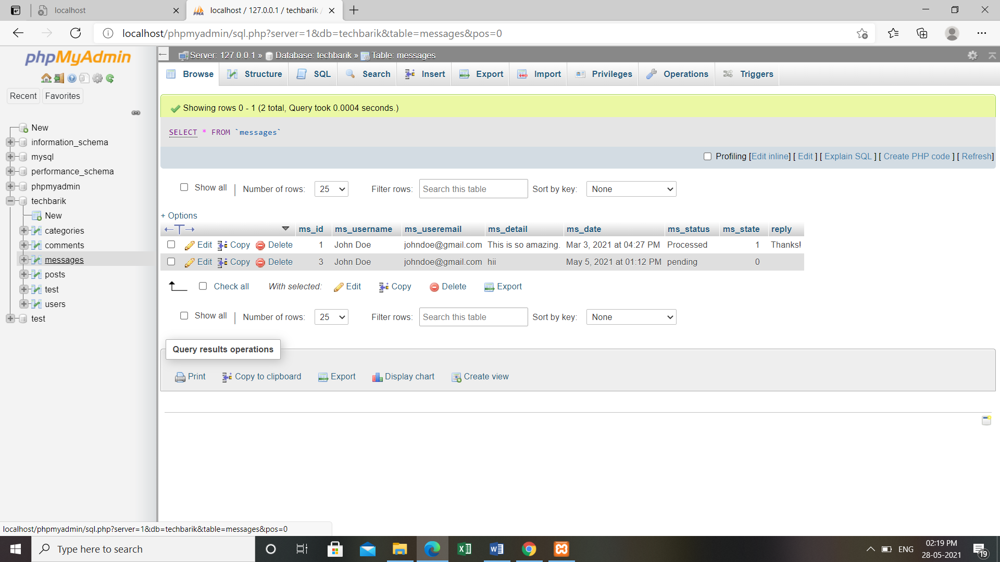 localhost
localhost / 127.0.0.1 / techbarik /
localhost/phpmyadmin/sql.php?server=1&db=techbarik&table=messages&pos=0
phpMyAdmin
Recent Favorites
New
information_schema
mysql
performance_schema
phpmyadmin
techbarik
New
categories
comments
messages
posts
test
users
test
Server: 127.0.0.1 » Database: techbarik » Table: messages
Browse Structure SQL Search Insert Export Import Privileges Operations Triggers
Showing rows 0 - 1 (2 total, Query took 0.0004 seconds.)
SELECT * FROM `messages`
Profiling [Edit inline] [ Edit ] [ Explain SQL ] [ Create PHP code ] [ Refresh]
Show all | Number of rows: 25 Filter rows: Search this table Sort by key: None
+ Options
←T→ ms_id ms_username ms_useremail ms_detail ms_date ms_status ms_state reply
Edit Copy Delete 1 John Doe johndoe@gmail.com This is so amazing. Mar 3, 2021 at 04:27 PM Processed 1 Thanks!
Edit Copy Delete 3 John Doe johndoe@gmail.com hii May 5, 2021 at 01:12 PM pending 0
Check all With selected: Edit Copy Delete Export
Show all | Number of rows: 25 Filter rows: Search this table Sort by key: None
Query results operations
Print Copy to clipboard Export Display chart Create view
localhost/phpmyadmin/sql.php?server=1&db=techbarik&table=messages&pos=0
Type here to search
ENG
02:19 PM
28-05-2021
19